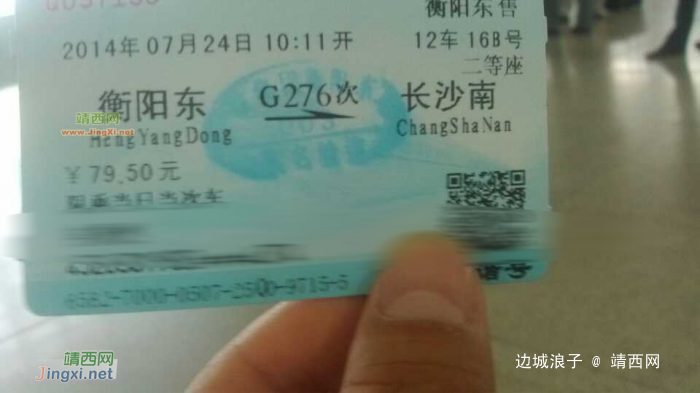 衡阳东售
2014年07月24日 10:11开
12车 16B号
二等座
衡阳东
G276次
长沙南
HengYangDong
ChangShaNan
靖西网
www.JingXi.net
￥79.50元
限乘当日当次车
6562-7000-0507-2500-9715-5
靖西网
Jingxi.net
边城浪子 @ 靖西网